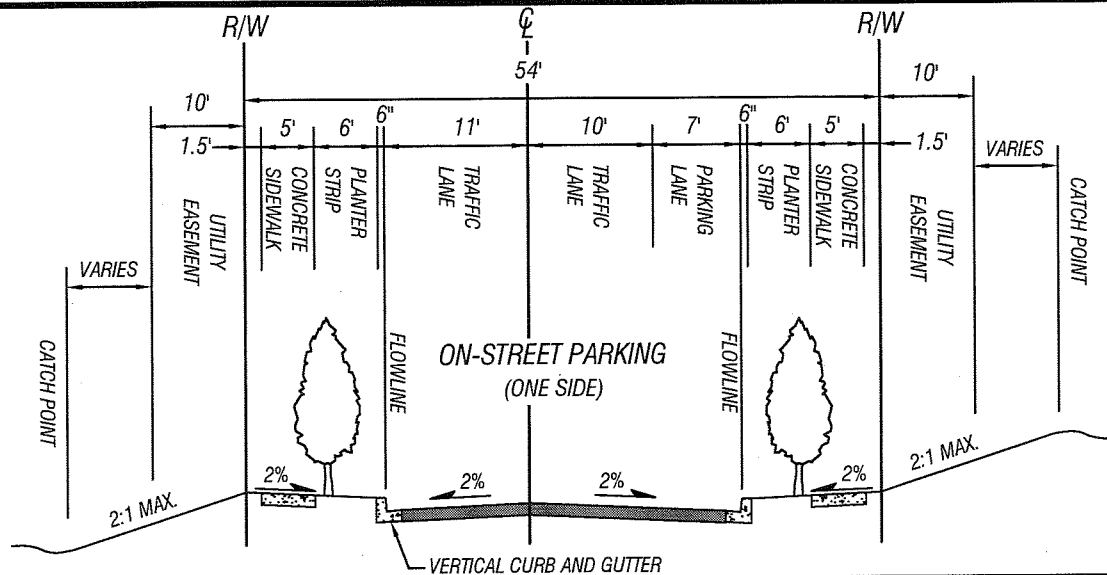 R/W
℄
R/W
54'
10'
10'
5'
6'
6"
11'
10'
7'
6"
6'
5'
1.5'
1.5'
VARIES
VARIES
UTILITY
EASEMENT
CONCRETE
SIDEWALK
PLANTER
STRIP
TRAFFIC
LANE
TRAFFIC
LANE
PARKING
LANE
PLANTER
STRIP
CONCRETE
SIDEWALK
UTILITY
EASEMENT
CATCH POINT
CATCH POINT
FLOWLINE
ON-STREET PARKING
(ONE SIDE)
FLOWLINE
2:1 MAX.
2%
2%
2%
2%
2:1 MAX.
VERTICAL CURB AND GUTTER